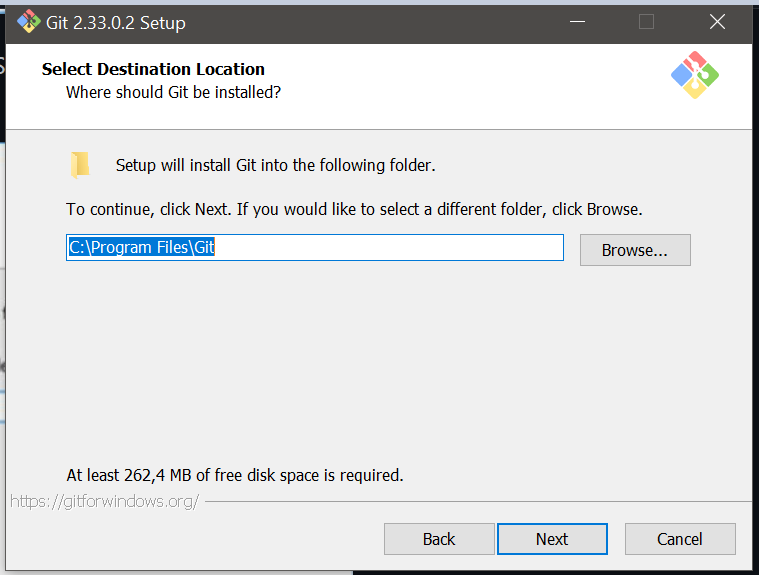 Git 2.33.0.2 Setup
Select Destination Location
Where should Git be installed?
Setup will install Git into the following folder.
To continue, click Next. If you would like to select a different folder, click Browse.
C:\Program Files\Git
Browse...
At least 262,4 MB of free disk space is required.
https://gitforwindows.org/
Back
Next
Cancel